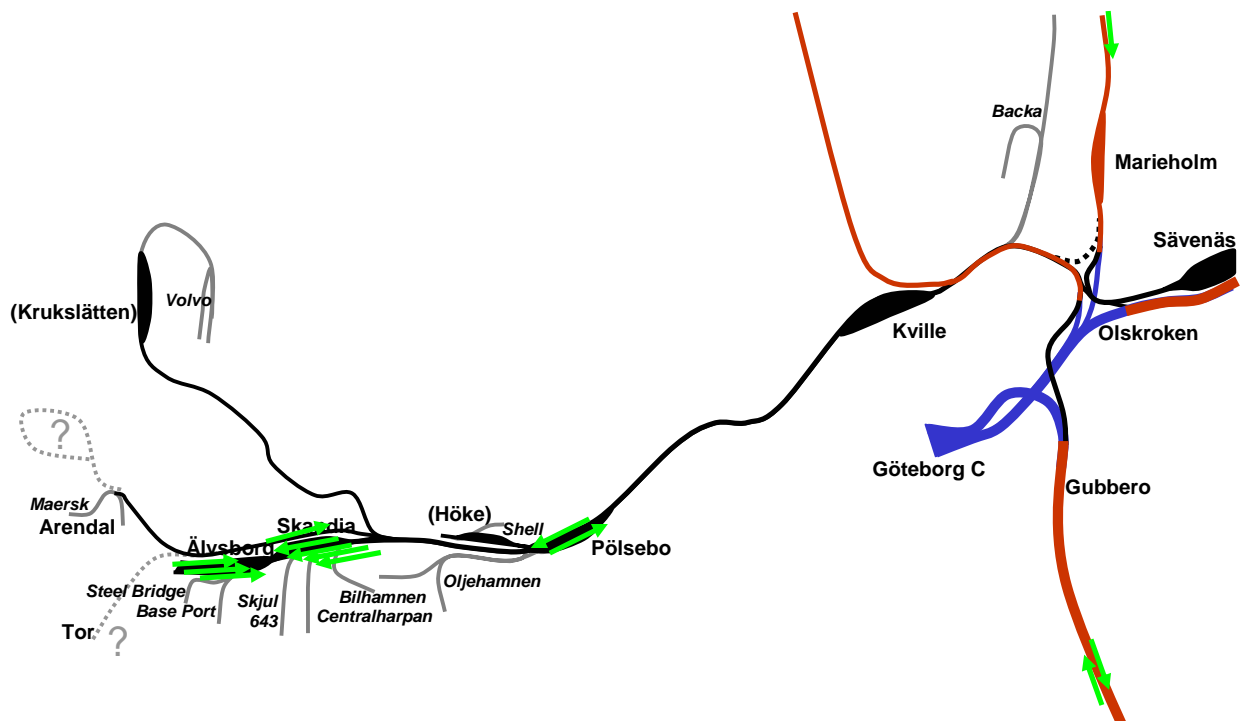 Backa
Marieholm
Sävenäs
(Krukslätten)
Volvo
Kville
Olskroken
?
Göteborg C
Gubbero
Maersk
Arendal
(Höke)
Skandia
Shell
Älvsborg
Pölsebo
Oljehamnen
Steel Bridge
Base Port
Skjul
643
Bilhamnen
Centralharpan
Tor
?